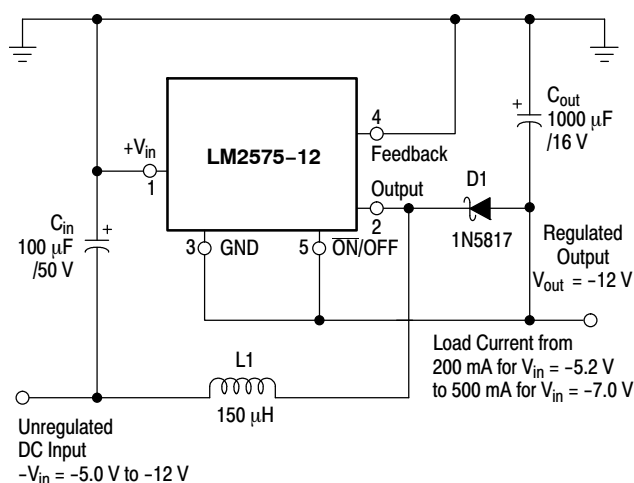 4
Feedback
+Vin
1
LM2575–12
Output
2
3
GND
5
ON/OFF
Cin
100 μF
/50 V
+
+
Cout
1000 μF
/16 V
D1
1N5817
Regulated
Output
Vout = –12 V
Load Current from
200 mA for Vin = –5.2 V
to 500 mA for Vin = –7.0 V
L1
150 μH
Unregulated
DC Input
–Vin = –5.0 V to –12 V